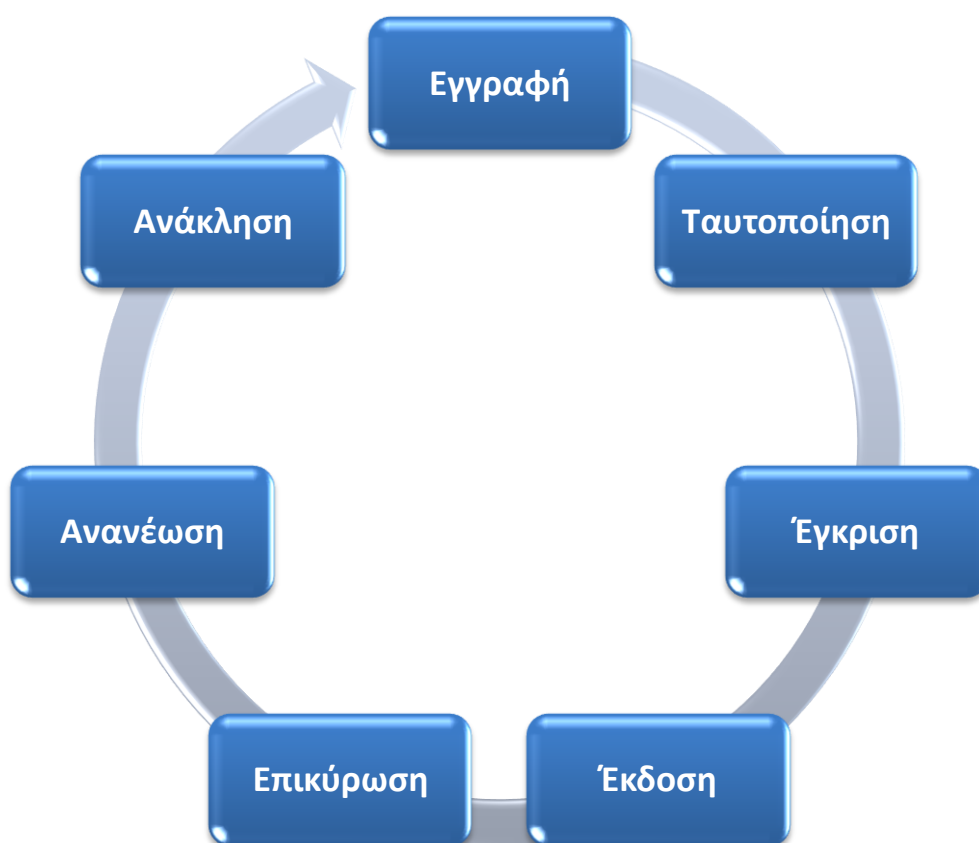 Εγγραφή
Ταυτοποίηση
Έγκριση
Έκδοση
Επικύρωση
Ανανέωση
Ανάκληση